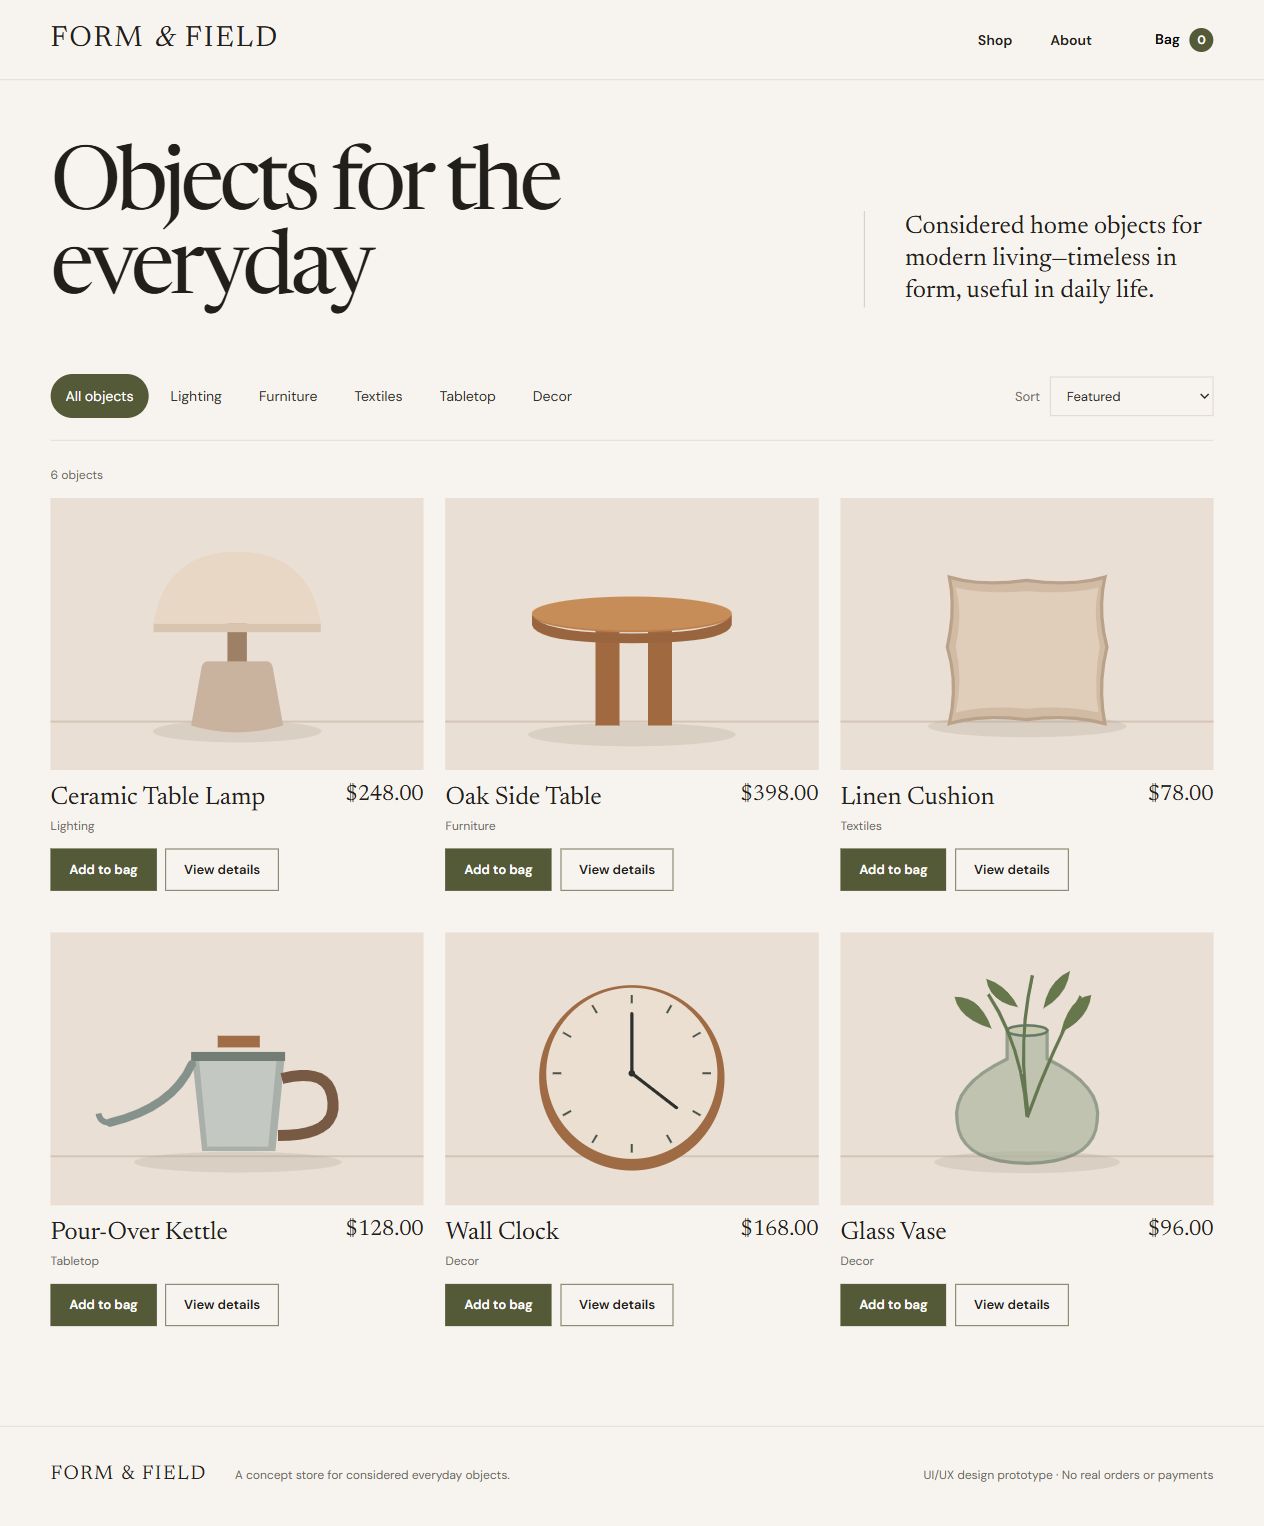 FORM & FIELD
Shop About Bag 0
Objects for the
everyday
Considered home objects for
modern living—timeless in
form, useful in daily life.
All objects Lighting Furniture Textiles Tabletop Decor Sort Featured
6 objects
Ceramic Table Lamp $248.00
Lighting
Add to bag View details
Oak Side Table $398.00
Furniture
Add to bag View details
Linen Cushion $78.00
Textiles
Add to bag View details
Pour-Over Kettle $128.00
Tabletop
Add to bag View details
Wall Clock $168.00
Decor
Add to bag View details
Glass Vase $96.00
Decor
Add to bag View details
FORM & FIELD A concept store for considered everyday objects. UI/UX design prototype · No real orders or payments